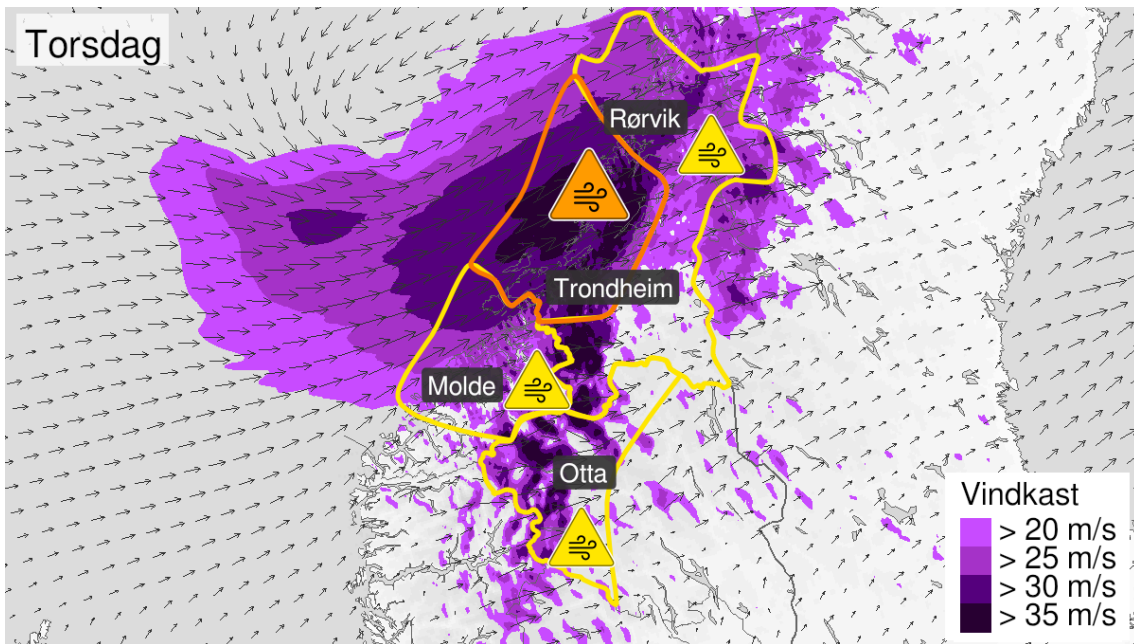 Torsdag
Rørvik
Trondheim
Molde
Otta
Vindkast
> 20 m/s
> 25 m/s
> 30 m/s
> 35 m/s